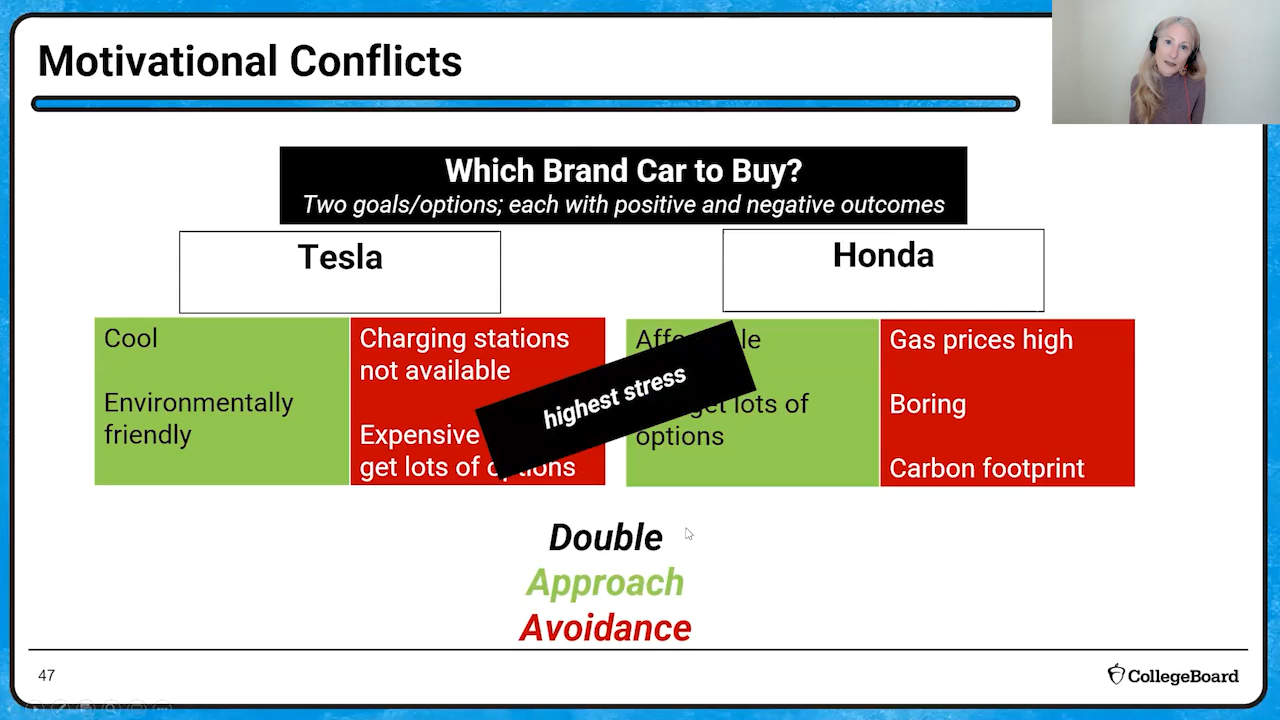 Motivational Conflicts
Which Brand Car to Buy?
Two goals/options; each with positive and negative outcomes
Tesla
Honda
Cool
Environmentally
friendly
Charging stations
not available
Expensive
get lots of options
highest stress
get lots of
options
Gas prices high
Boring
Carbon footprint
Double
Approach
Avoidance
47
CollegeBoard